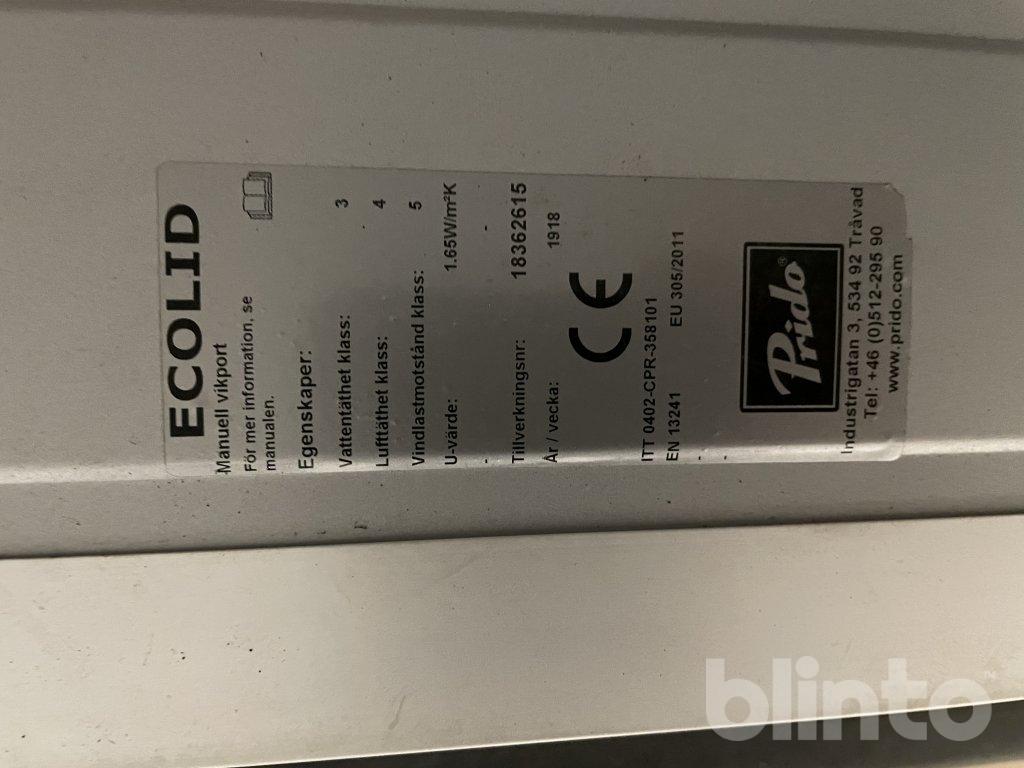 ECOLID
Manuell vikport
För mer information, se
manualen.
Egenskaper:
Vattentäthet klass: 3
Lufttäthet klass: 4
Vindlastmotstånd klass: 5
U-värde: 1.65W/m²K
- -
Tillverkningsnr: 18362615
År / vecka: 1918
CE
ITT 0402-CPR-358101
EN 13241 EU 305/2011
-
-
Prido®
Industrigatan 3, 534 92 Tråvad
Tel: +46 (0)512-295 90
www.prido.com
blinto